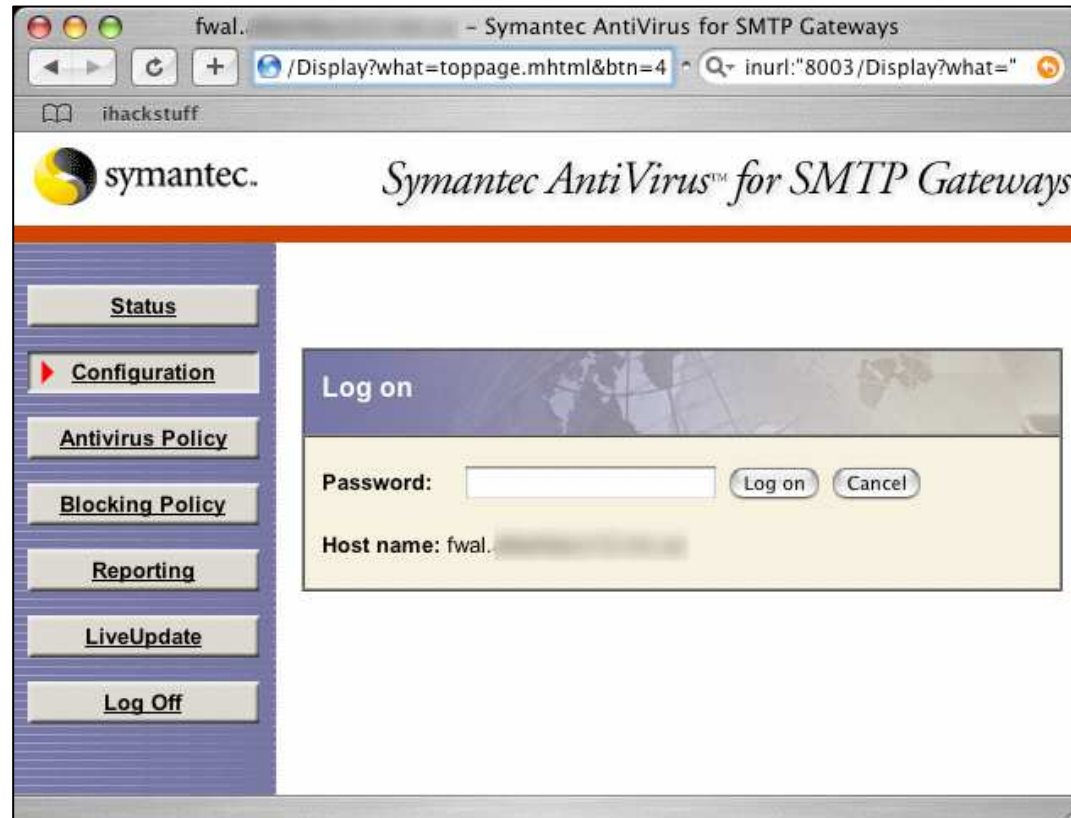 fwal. – Symantec AntiVirus for SMTP Gateways
/Display?what=toppage.mhtml&btn=4
inurl:"8003/Display?what="
ihackstuff
symantec™
Symantec AntiVirus™ for SMTP Gateways
Status
Configuration
Antivirus Policy
Blocking Policy
Reporting
LiveUpdate
Log Off
Log on
Password:
Log on
Cancel
Host name: fwal.